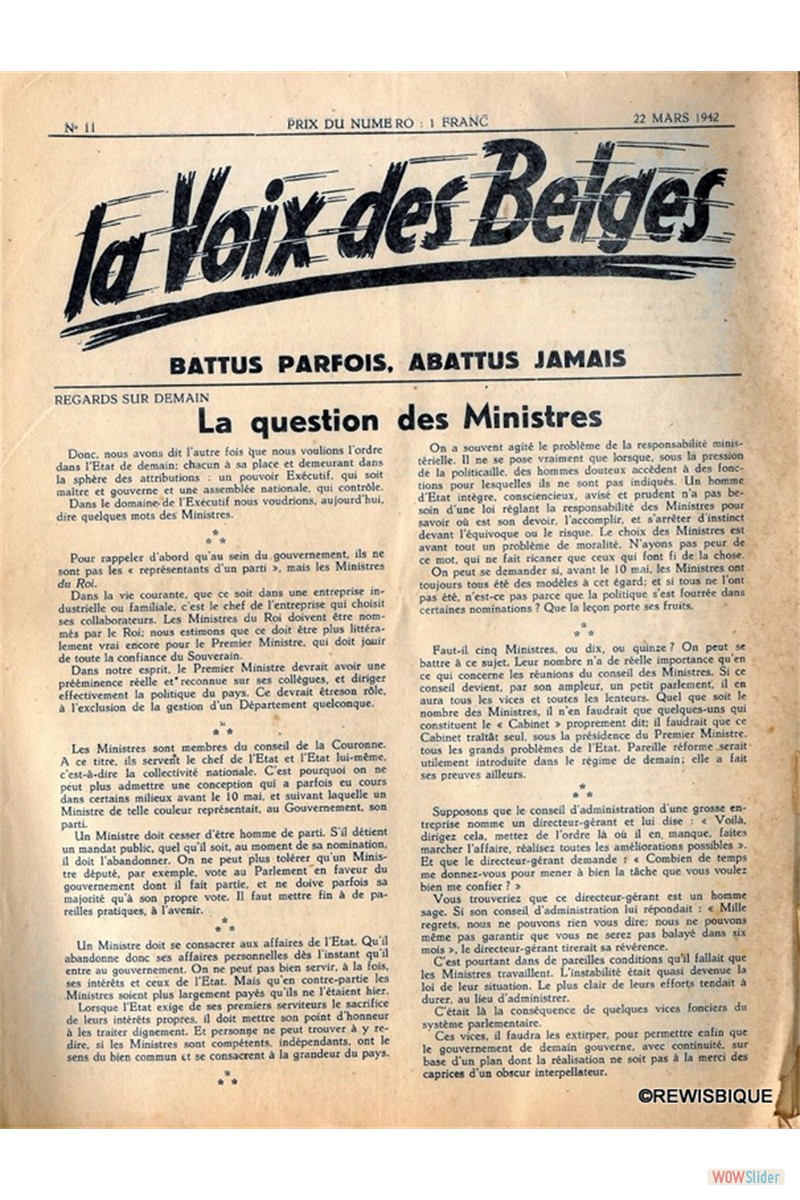 Nº 11 PRIX DU NUMERO : 1 FRANC 22 MARS 1942
la Voix des Belges
BATTUS PARFOIS, ABATTUS JAMAIS
REGARDS SUR DEMAIN
La question des Ministres
Donc, nous avons dit l'autre fois que nous voulions l'ordre
dans l'Etat de demain; chacun à sa place et demeurant dans
la sphère des attributions : un pouvoir Exécutif, qui soit
maître et gouverne et une assemblée nationale, qui contrôle.
Dans le domaine de l'Exécutif nous voudrions, aujourd'hui,
dire quelques mots des Ministres.
* * *
Pour rappeler d'abord qu'au sein du gouvernement, ils ne
sont pas les « représentants d'un parti », mais les Ministres
du Roi.
Dans la vie courante, que ce soit dans une entreprise in-
dustrielle ou familiale, c'est le chef de l'entreprise qui choisit
ses collaborateurs. Les Ministres du Roi doivent être nom-
més par le Roi; nous estimons que ce doit être plus littéra-
lement vrai encore pour le Premier Ministre, qui doit jouir
de toute la confiance du Souverain.
Dans notre esprit, le Premier Ministre devrait avoir une
prééminence réelle et reconnue sur ses collègues, et diriger
effectivement la politique du pays. Ce devrait êtreson rôle,
à l'exclusion de la gestion d'un Département quelconque.
* * *
Les Ministres sont membres du conseil de la Couronne.
A ce titre, ils servent le chef de l'Etat et l'Etat lui-même,
c'est-à-dire la collectivité nationale. C'est pourquoi on ne
peut plus admettre une conception qui a parfois eu cours
dans certains milieux avant le 10 mai, et suivant laquelle un
Ministre de telle couleur représentait, au Gouvernement, son
parti.
Un Ministre doit cesser d'être homme de parti. S'il détient
un mandat public, quel qu'il soit, au moment de sa nomination,
il doit l'abandonner. On ne peut plus tolérer qu'un Minis-
tre député, par exemple, vote au Parlement en faveur du
gouvernement dont il fait partie, et ne doive parfois sa
majorité qu'à son propre vote. Il faut mettre fin à de pa-
reilles pratiques, à l'avenir.
* * *
Un Ministre doit se consacrer aux affaires de l'Etat. Qu'il
abandonne donc ses affaires personnelles dès l'instant qu'il
entre au gouvernement. On ne peut pas bien servir, à la fois,
ses intérêts et ceux de l'Etat. Mais qu'en contre-partie les
Ministres soient plus largement payés qu'ils ne l'étaient hier.
Lorsque l'Etat exige de ses premiers serviteurs le sacrifice
de leurs intérêts propres, il doit mettre son point d'honneur
à les traiter dignement. Et personne ne peut trouver à y re-
dire, si les Ministres sont compétents, indépendants, ont le
sens du bien commun et se consacrent à la grandeur du pays.
* * *
On a souvent agité le problème de la responsabilité minis-
térielle. Il ne se pose vraiment que lorsque, sous la pression
de la politicaille, des hommes douteux accèdent à des fonc-
tions pour lesquelles ils ne sont pas indiqués. Un homme
d'Etat intègre, consciencieux, avisé et prudent n'a pas be-
soin d'une loi réglant la responsabilité des Ministres pour
savoir où est son devoir, l'accomplir, et s'arrêter d'instinct
devant l'équivoque ou le risque. Le choix des Ministres est
avant tout un problème de moralité. N'ayons pas peur de
ce mot, qui ne fait ricaner que ceux qui font fi de la chose.
On peut se demander si, avant le 10 mai, les Ministres ont
toujours tous été des modèles à cet égard; et si tous ne l'ont
pas été, n'est-ce pas parce que la politique s'est fourrée dans
certaines nominations ? Que la leçon porte ses fruits.
* * *
Faut-il cinq Ministres, ou dix, ou quinze ? On peut se
battre à ce sujet. Leur nombre n'a de réelle importance qu'en
ce qui concerne les réunions du conseil des Ministres. Si ce
conseil devient, par son ampleur, un petit parlement, il en
aura tous les vices et toutes les lenteurs. Quel que soit le
nombre des Ministres, il n'en faudrait que quelques-uns qui
constituent le « Cabinet » proprement dit; il faudrait que ce
Cabinet traîtât seul, sous la présidence du Premier Ministre,
tous les grands problèmes de l'Etat. Pareille réforme serait
utilement introduite dans le régime de demain; elle a fait
ses preuves ailleurs.
* * *
Supposons que le conseil d'administration d'une grosse en-
treprise nomme un directeur-gérant et lui dise : « Voilà,
dirigez cela, mettez de l'ordre là où il en manque, faites
marcher l'affaire, réalisez toutes les améliorations possibles ».
Et que le directeur-gérant demande : « Combien de temps
me donnez-vous pour mener à bien la tâche que vous voulez
bien me confier ? »
Vous trouveriez que ce directeur-gérant est un homme
sage. Si son conseil d'administration lui répondait : « Mille
regrets, nous ne pouvons rien vous dire; nous ne pouvons
même pas garantir que vous ne serez pas balayé dans six
mois », le directeur-gérant tirerait sa révérence.
C'est pourtant dans de pareilles conditions qu'il fallait que
les Ministres travaillent. L'instabilité était quasi devenue la
loi de leur situation. Le plus clair de leurs efforts tendait à
durer, au lieu d'administrer.
C'était là la conséquence de quelques vices fonciers du
système parlementaire.
Ces vices, il faudra les extirper, pour permettre enfin que
le gouvernement de demain gouverne, avec continuité, sur
base d'un plan dont la réalisation ne soit pas à la merci des
caprices d'un obscur interpellateur.
©REWISBIQUE
WOWSlider